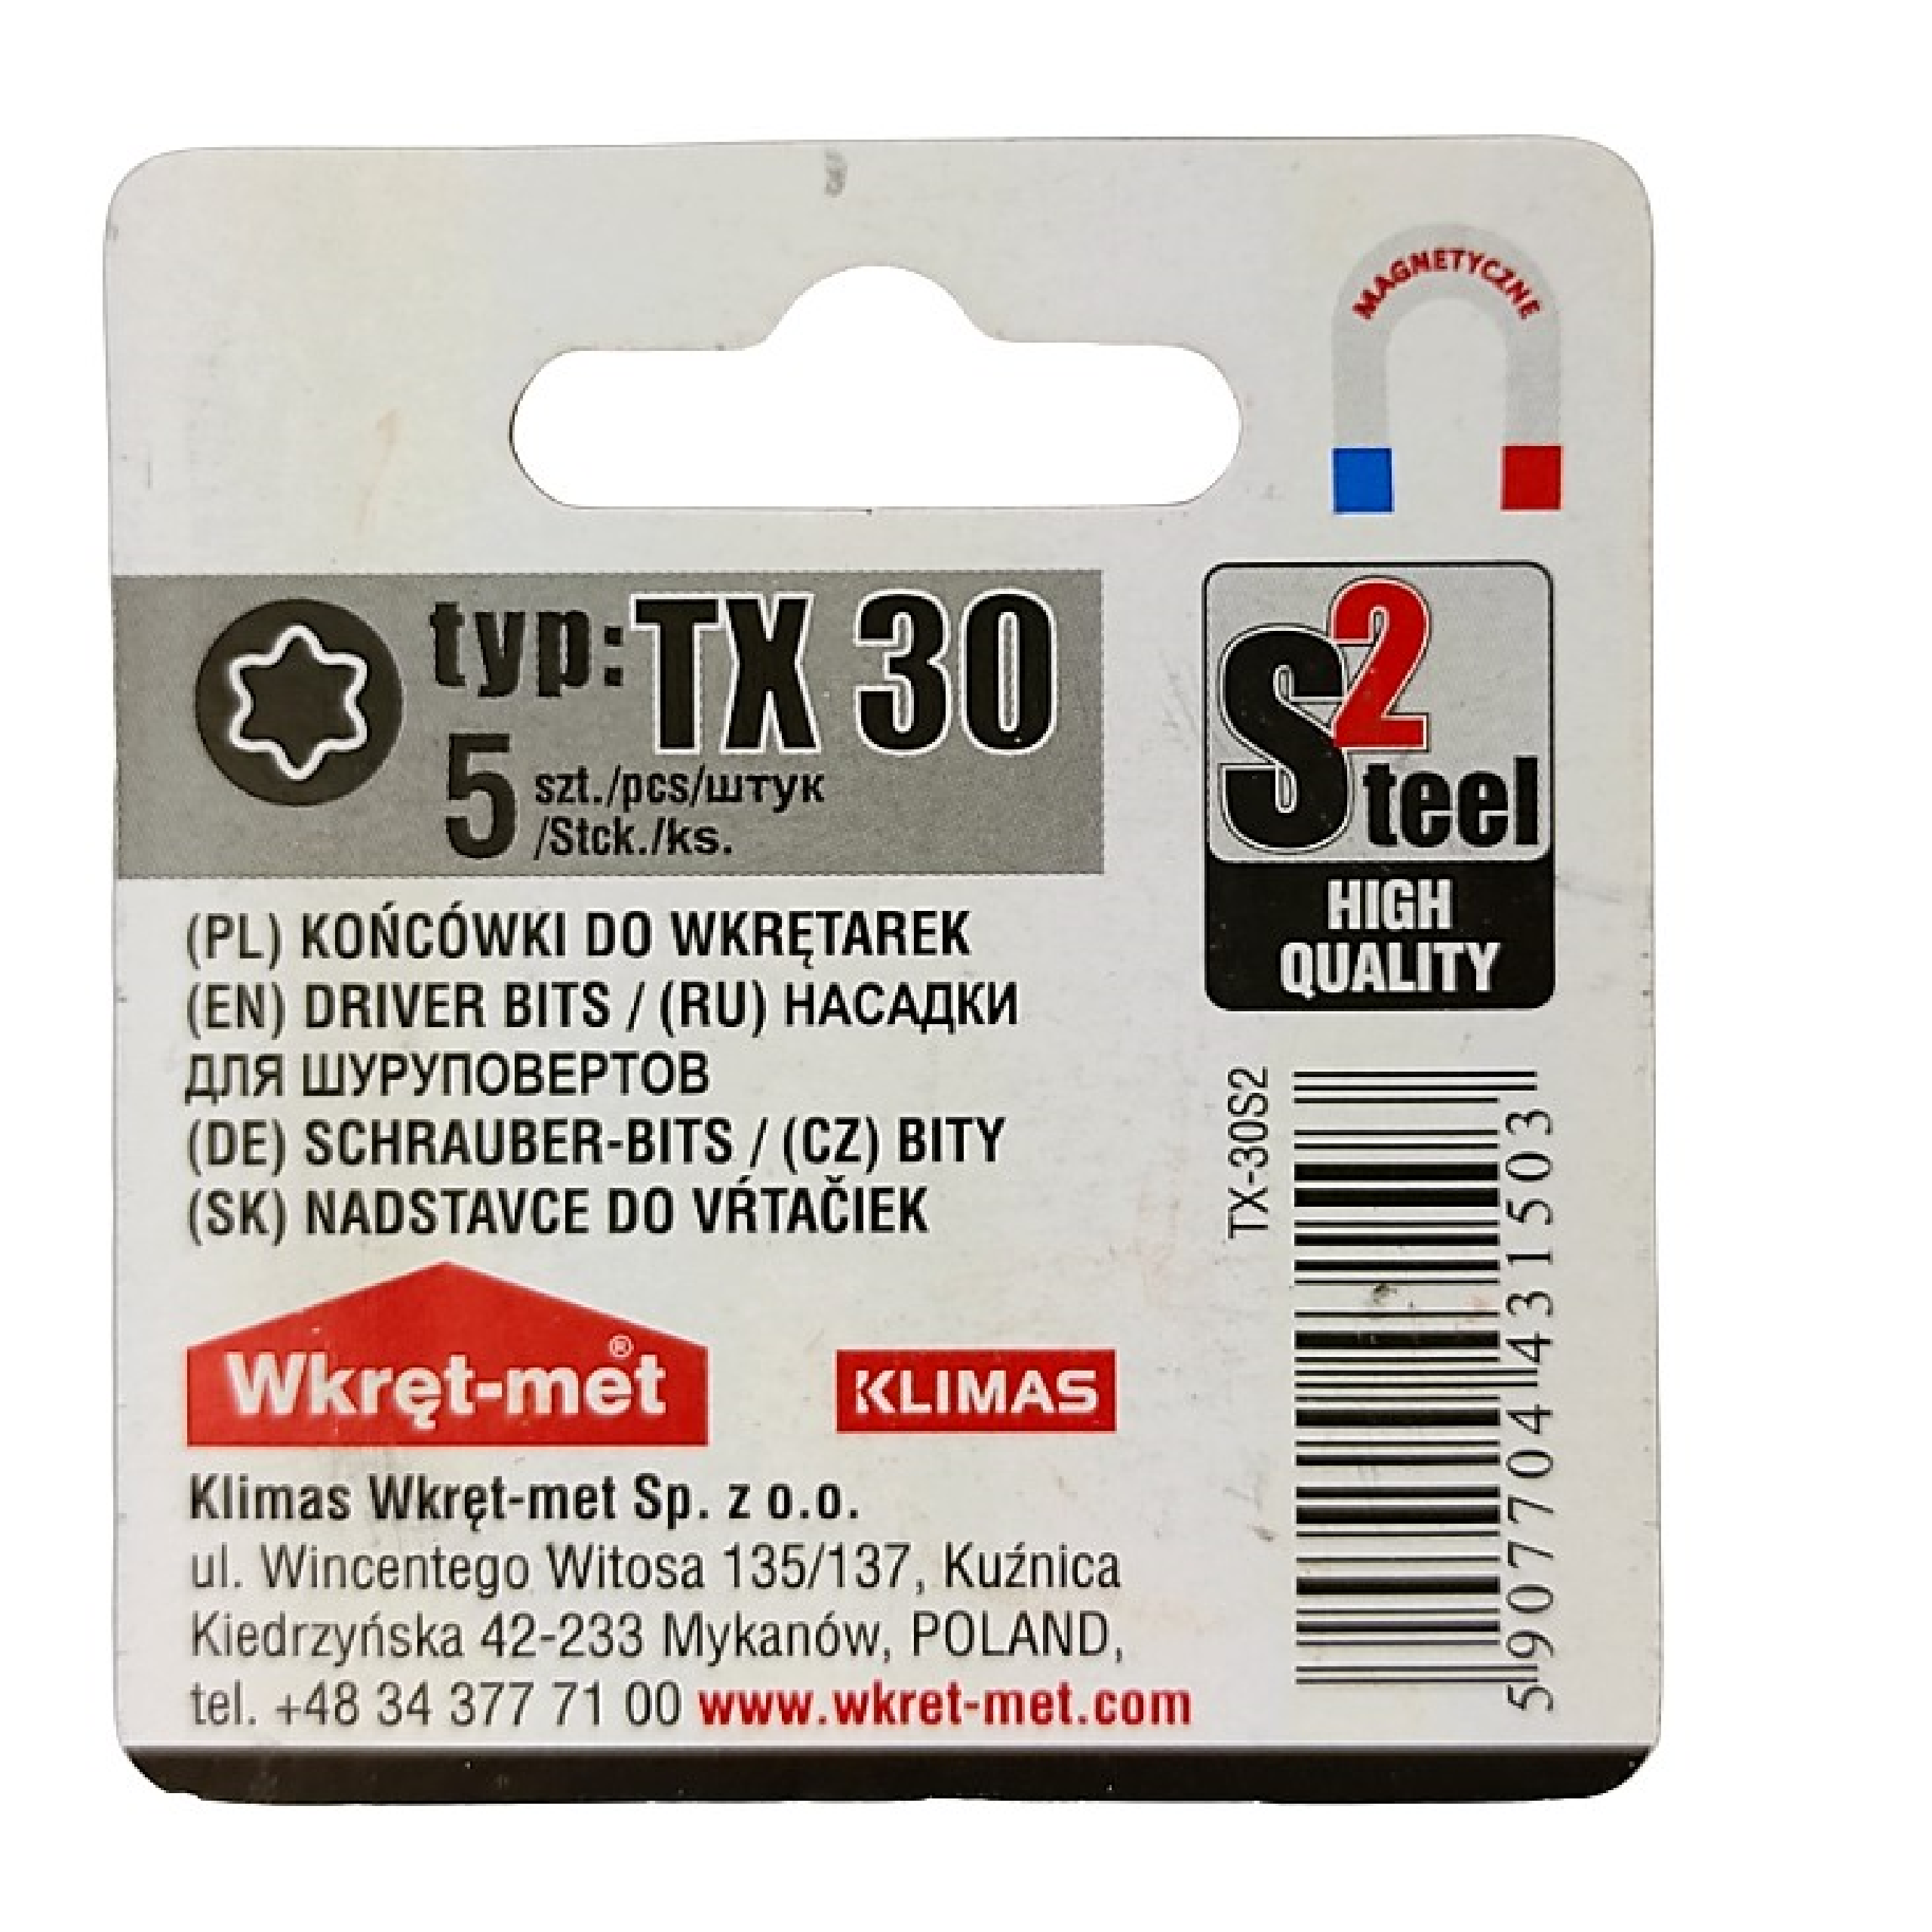 MAGNETYCZNE
typ: TX 30
5 szt./pcs/штук
/Stck./ks.
S2teel
HIGH
QUALITY
(PL) KOŃCÓWKI DO WKRĘTAREK
(EN) DRIVER BITS / (RU) НАСАДКИ
ДЛЯ ШУРУПОВЕРТОВ
(DE) SCHRAUBER-BITS / (CZ) BITY
(SK) NADSTAVCE DO VŔTAČIEK
TX-30S2
5907704431503
Wkręt-met®
KLIMAS
Klimas Wkręt-met Sp. z o.o.
ul. Wincentego Witosa 135/137, Kuźnica
Kiedrzyńska 42-233 Mykanów, POLAND,
tel. +48 34 377 71 00 www.wkret-met.com